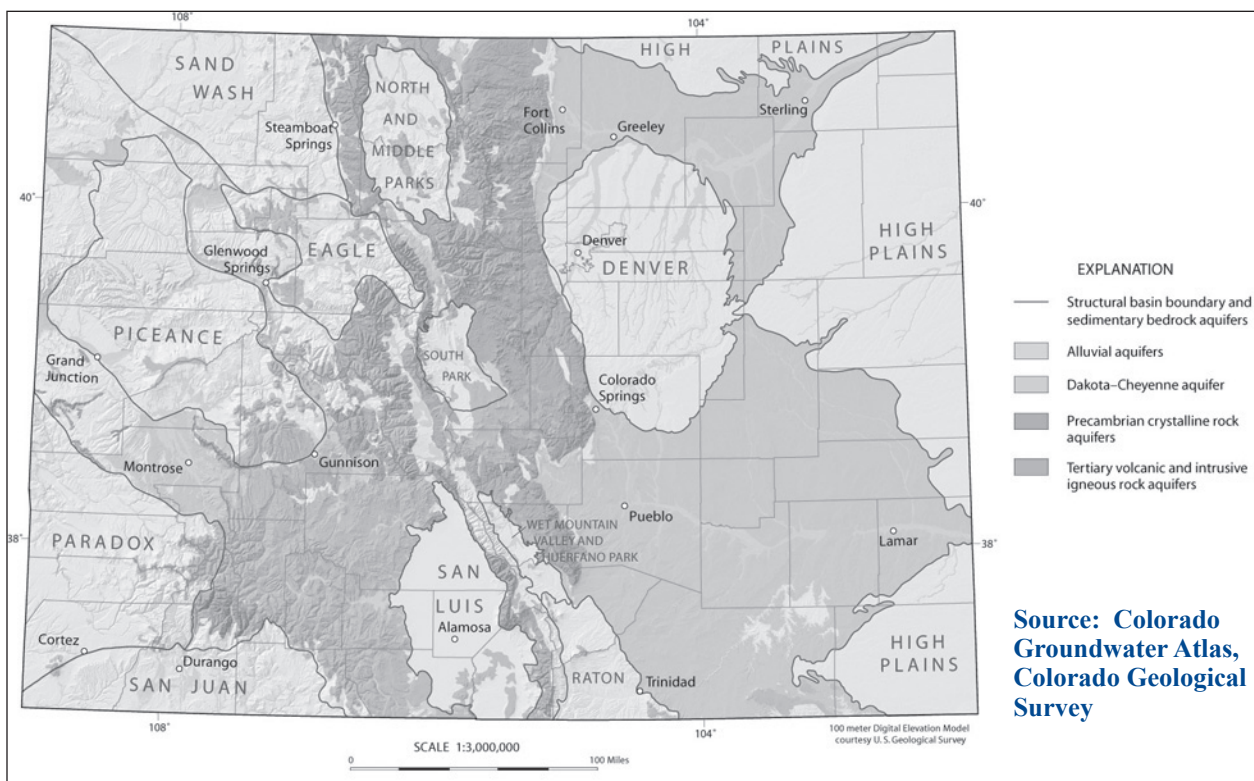 108°
104°
SAND
WASH
HIGH
PLAINS
NORTH
AND
MIDDLE
PARKS
Steamboat
Springs
Fort
Collins
Greeley
Sterling
40°
40°
Glenwood
Springs
EAGLE
Denver
DENVER
HIGH
PLAINS
PICEANCE
Grand
Junction
SOUTH
PARK
Colorado
Springs
Montrose
Gunnison
Pueblo
Lamar
38°
38°
WET MOUNTAIN
VALLEY AND
HUERFANO PARK
PARADOX
SAN
LUIS
Alamosa
HIGH
PLAINS
Cortez
Durango
SAN JUAN
RATON
Trinidad
108°
104°
100 meter Digital Elevation Model
courtesy U.S. Geological Survey
SCALE 1:3,000,000
0
100 Miles
EXPLANATION
Structural basin boundary and
sedimentary bedrock aquifers
Alluvial aquifers
Dakota–Cheyenne aquifer
Precambrian crystalline rock
aquifers
Tertiary volcanic and intrusive
igneous rock aquifers
Source: Colorado
Groundwater Atlas,
Colorado Geological
Survey